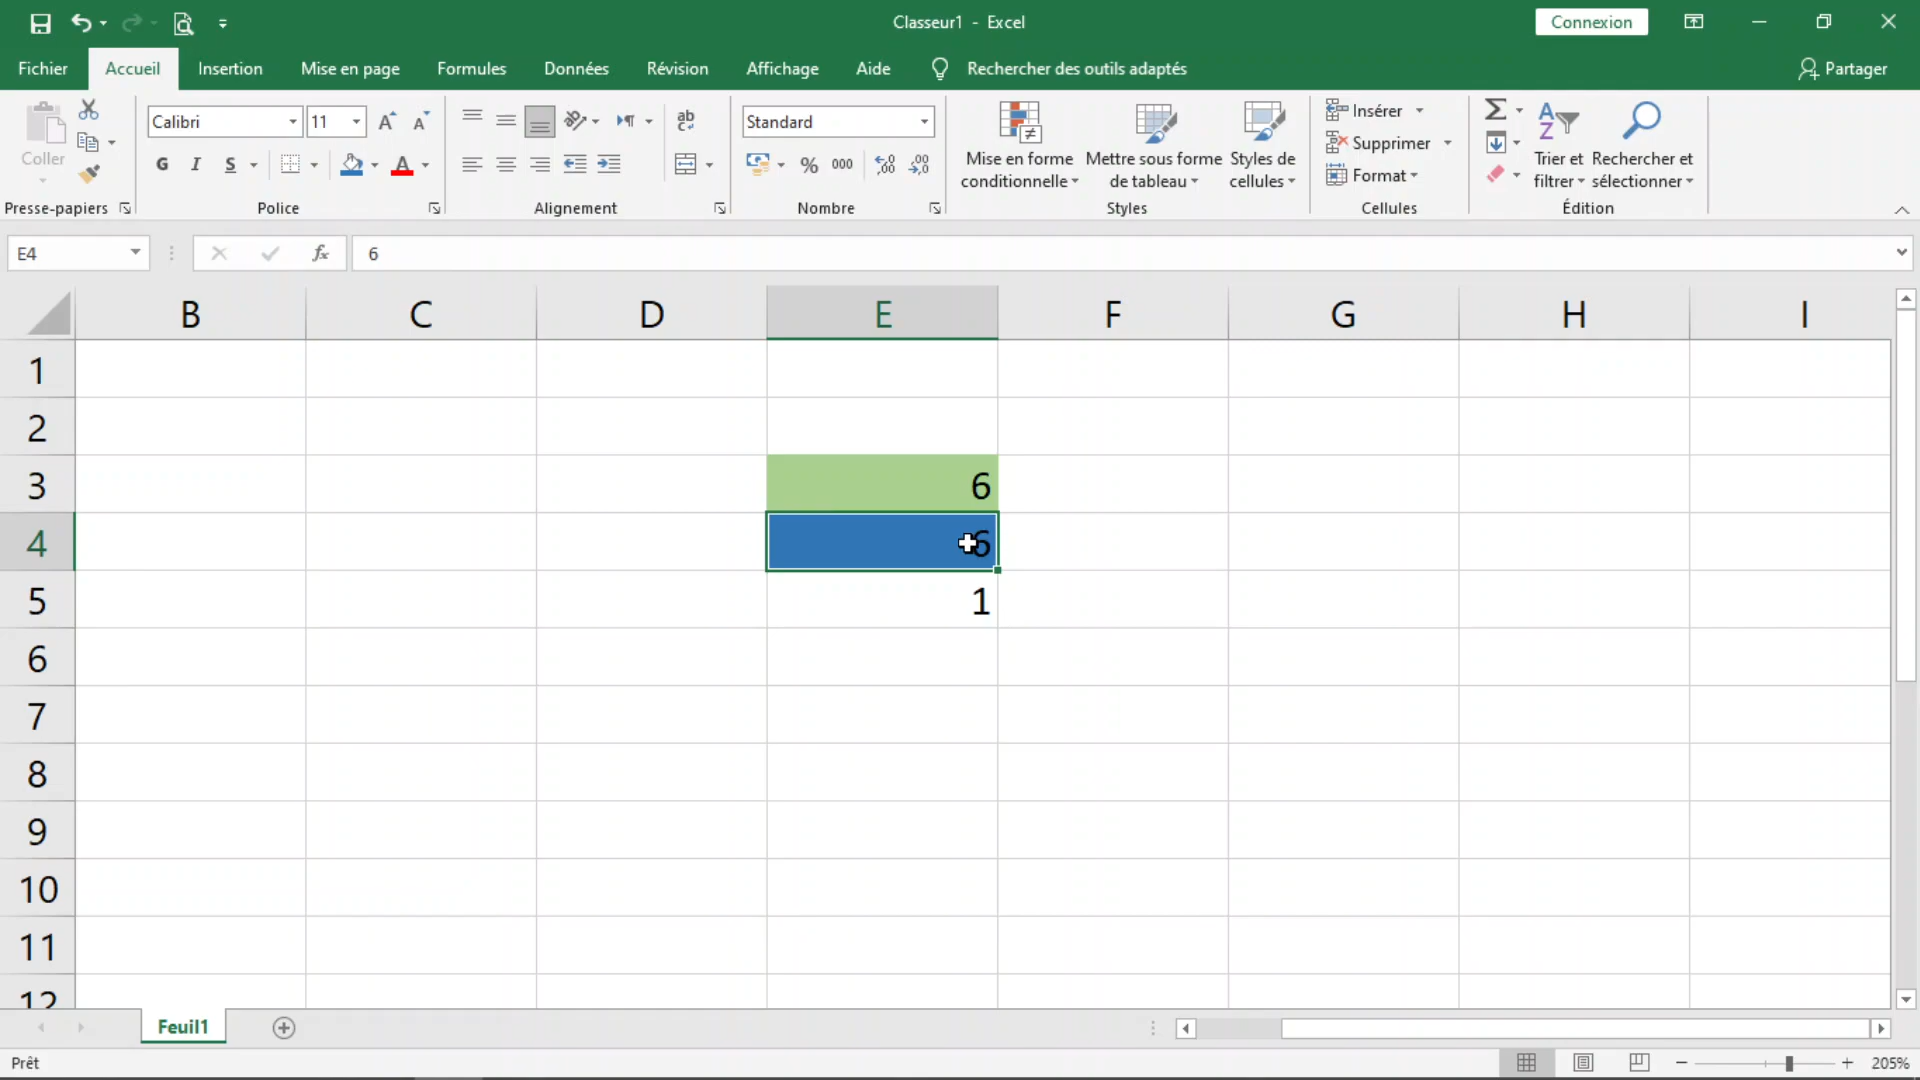 Classeur1 - Excel
Connexion
Fichier Accueil Insertion Mise en page Formules Données Révision Affichage Aide Rechercher des outils adaptés Partager
Coller
Presse-papiers
Calibri 11
G I S A
Police
ab
Alignement
Standard
% 000
Nombre
Mise en forme conditionnelle
Mettre sous forme de tableau
Styles de cellules
Styles
Insérer
Supprimer
Format
Cellules
Trier et filtrer
Rechercher et sélectionner
Édition
E4 fx 6
B C D E F G H I
1
2
3 6
4 6
5 1
6
7
8
9
10
11
12
Feuil1
Prêt 205%